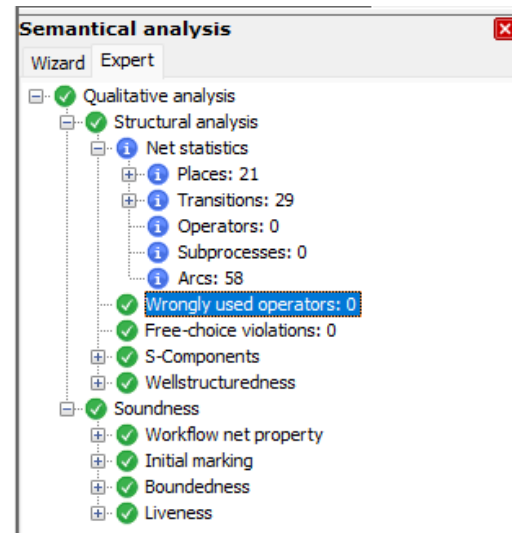 Semantical analysis
Wizard Expert
Qualitative analysis
Structural analysis
Net statistics
Places: 21
Transitions: 29
Operators: 0
Subprocesses: 0
Arcs: 58
Wrongly used operators: 0
Free-choice violations: 0
S-Components
Wellstructuredness
Soundness
Workflow net property
Initial marking
Boundedness
Liveness